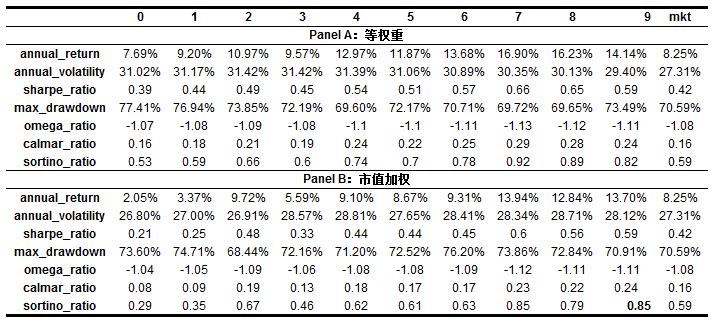 0 1 2 3 4 5 6 7 8 9 mkt
Panel A：等权重
annual_return 7.69% 9.20% 10.97% 9.57% 12.97% 11.87% 13.68% 16.90% 16.23% 14.14% 8.25%
annual_volatility 31.02% 31.17% 31.42% 31.42% 31.39% 31.06% 30.89% 30.35% 30.13% 29.40% 27.31%
sharpe_ratio 0.39 0.44 0.49 0.45 0.54 0.51 0.57 0.66 0.65 0.59 0.42
max_drawdown 77.41% 76.94% 73.85% 72.19% 69.60% 72.17% 70.71% 69.72% 69.65% 73.49% 70.59%
omega_ratio -1.07 -1.08 -1.09 -1.08 -1.1 -1.1 -1.11 -1.13 -1.12 -1.11 -1.08
calmar_ratio 0.16 0.18 0.21 0.19 0.24 0.22 0.25 0.29 0.28 0.24 0.16
sortino_ratio 0.53 0.59 0.66 0.6 0.74 0.7 0.78 0.92 0.89 0.82 0.59
Panel B：市值加权
annual_return 2.05% 3.37% 9.72% 5.59% 9.10% 8.67% 9.31% 13.94% 12.84% 13.70% 8.25%
annual_volatility 26.80% 27.00% 26.91% 28.57% 28.81% 27.65% 28.41% 28.34% 28.71% 28.12% 27.31%
sharpe_ratio 0.21 0.25 0.48 0.33 0.44 0.44 0.45 0.6 0.56 0.59 0.42
max_drawdown 73.60% 74.71% 68.44% 72.16% 71.20% 72.52% 76.20% 73.86% 72.84% 70.91% 70.59%
omega_ratio -1.04 -1.05 -1.09 -1.06 -1.08 -1.08 -1.09 -1.12 -1.11 -1.11 -1.08
calmar_ratio 0.08 0.09 0.19 0.13 0.18 0.17 0.17 0.23 0.22 0.24 0.16
sortino_ratio 0.29 0.35 0.67 0.46 0.62 0.61 0.63 0.85 0.79 0.85 0.59